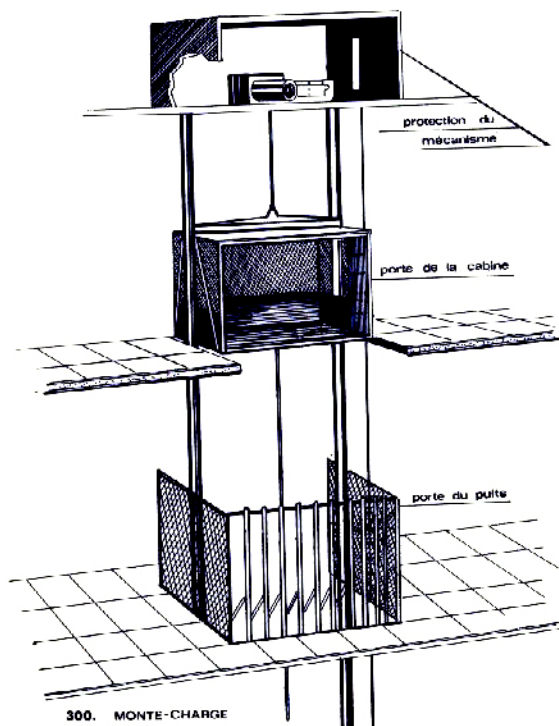 protection du
mécanisme
porte de la cabine
porte du puits
300. MONTE-CHARGE